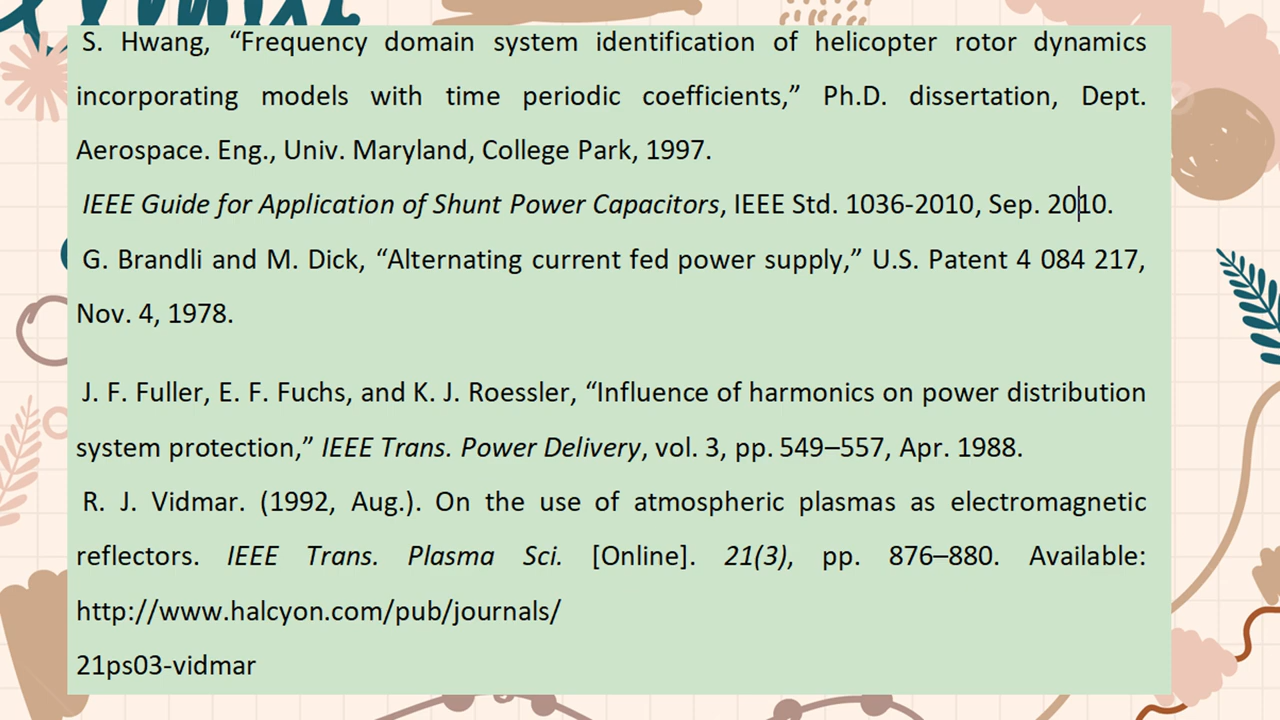 S. Hwang, “Frequency domain system identification of helicopter rotor dynamics
incorporating models with time periodic coefficients,” Ph.D. dissertation, Dept.
Aerospace. Eng., Univ. Maryland, College Park, 1997.
IEEE Guide for Application of Shunt Power Capacitors, IEEE Std. 1036-2010, Sep. 2010.
G. Brandli and M. Dick, “Alternating current fed power supply,” U.S. Patent 4 084 217,
Nov. 4, 1978.
J. F. Fuller, E. F. Fuchs, and K. J. Roessler, “Influence of harmonics on power distribution
system protection,” IEEE Trans. Power Delivery, vol. 3, pp. 549–557, Apr. 1988.
R. J. Vidmar. (1992, Aug.). On the use of atmospheric plasmas as electromagnetic
reflectors. IEEE Trans. Plasma Sci. [Online]. 21(3), pp. 876–880. Available:
http://www.halcyon.com/pub/journals/
21ps03-vidmar